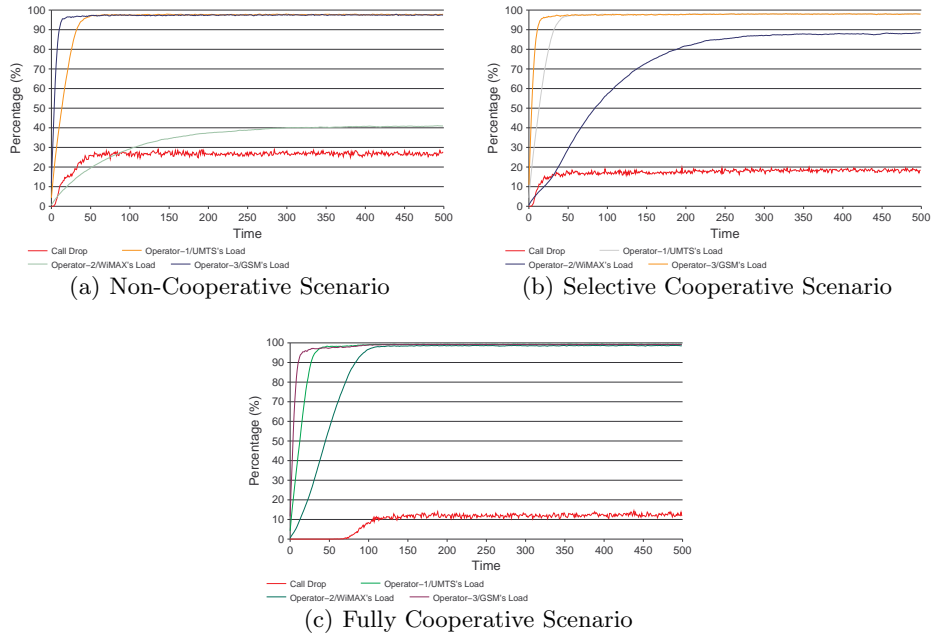 100
90
80
70
60
50
40
30
20
10
0
Percentage (%)
0 50 100 150 200 250 300 350 400 450 500
Time
Call Drop Operator−1/UMTS's Load
Operator−2/WiMAX's Load Operator−3/GSM's Load
(a) Non-Cooperative Scenario
100
90
80
70
60
50
40
30
20
10
0
Percentage (%)
0 50 100 150 200 250 300 350 400 450 500
Time
Call Drop Operator−1/UMTS's Load
Operator−2/WiMAX's Load Operator−3/GSM's Load
(b) Selective Cooperative Scenario
100
90
80
70
60
50
40
30
20
10
0
Percentage (%)
0 50 100 150 200 250 300 350 400 450 500
Time
Call Drop Operator−1/UMTS's Load
Operator−2/WiMAX's Load Operator−3/GSM's Load
(c) Fully Cooperative Scenario